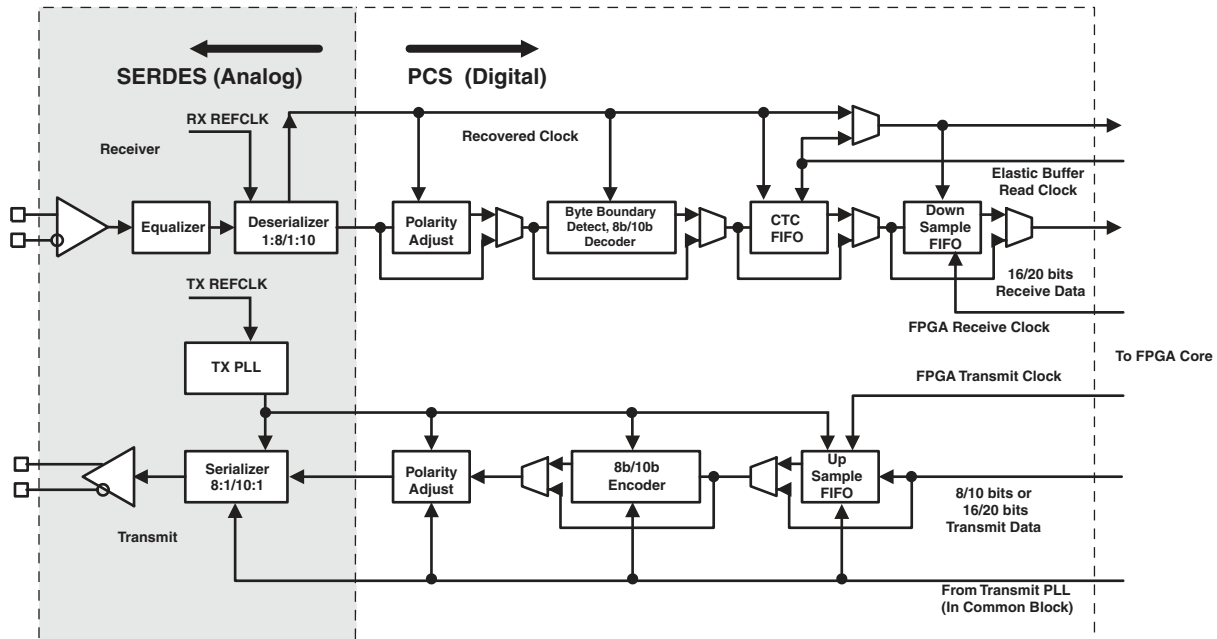 SERDES (Analog)
PCS (Digital)
RX REFCLK
Recovered Clock
Receiver
Elastic Buffer
Read Clock
Equalizer
Deserializer
1:8/1:10
Polarity
Adjust
Byte Boundary
Detect, 8b/10b
Decoder
CTC
FIFO
Down
Sample
FIFO
TX REFCLK
16/20 bits
Receive Data
FPGA Receive Clock
TX PLL
To FPGA Core
FPGA Transmit Clock
Serializer
8:1/10:1
Polarity
Adjust
8b/10b
Encoder
Up
Sample
FIFO
8/10 bits or
16/20 bits
Transmit Data
Transmit
From Transmit PLL
(In Common Block)